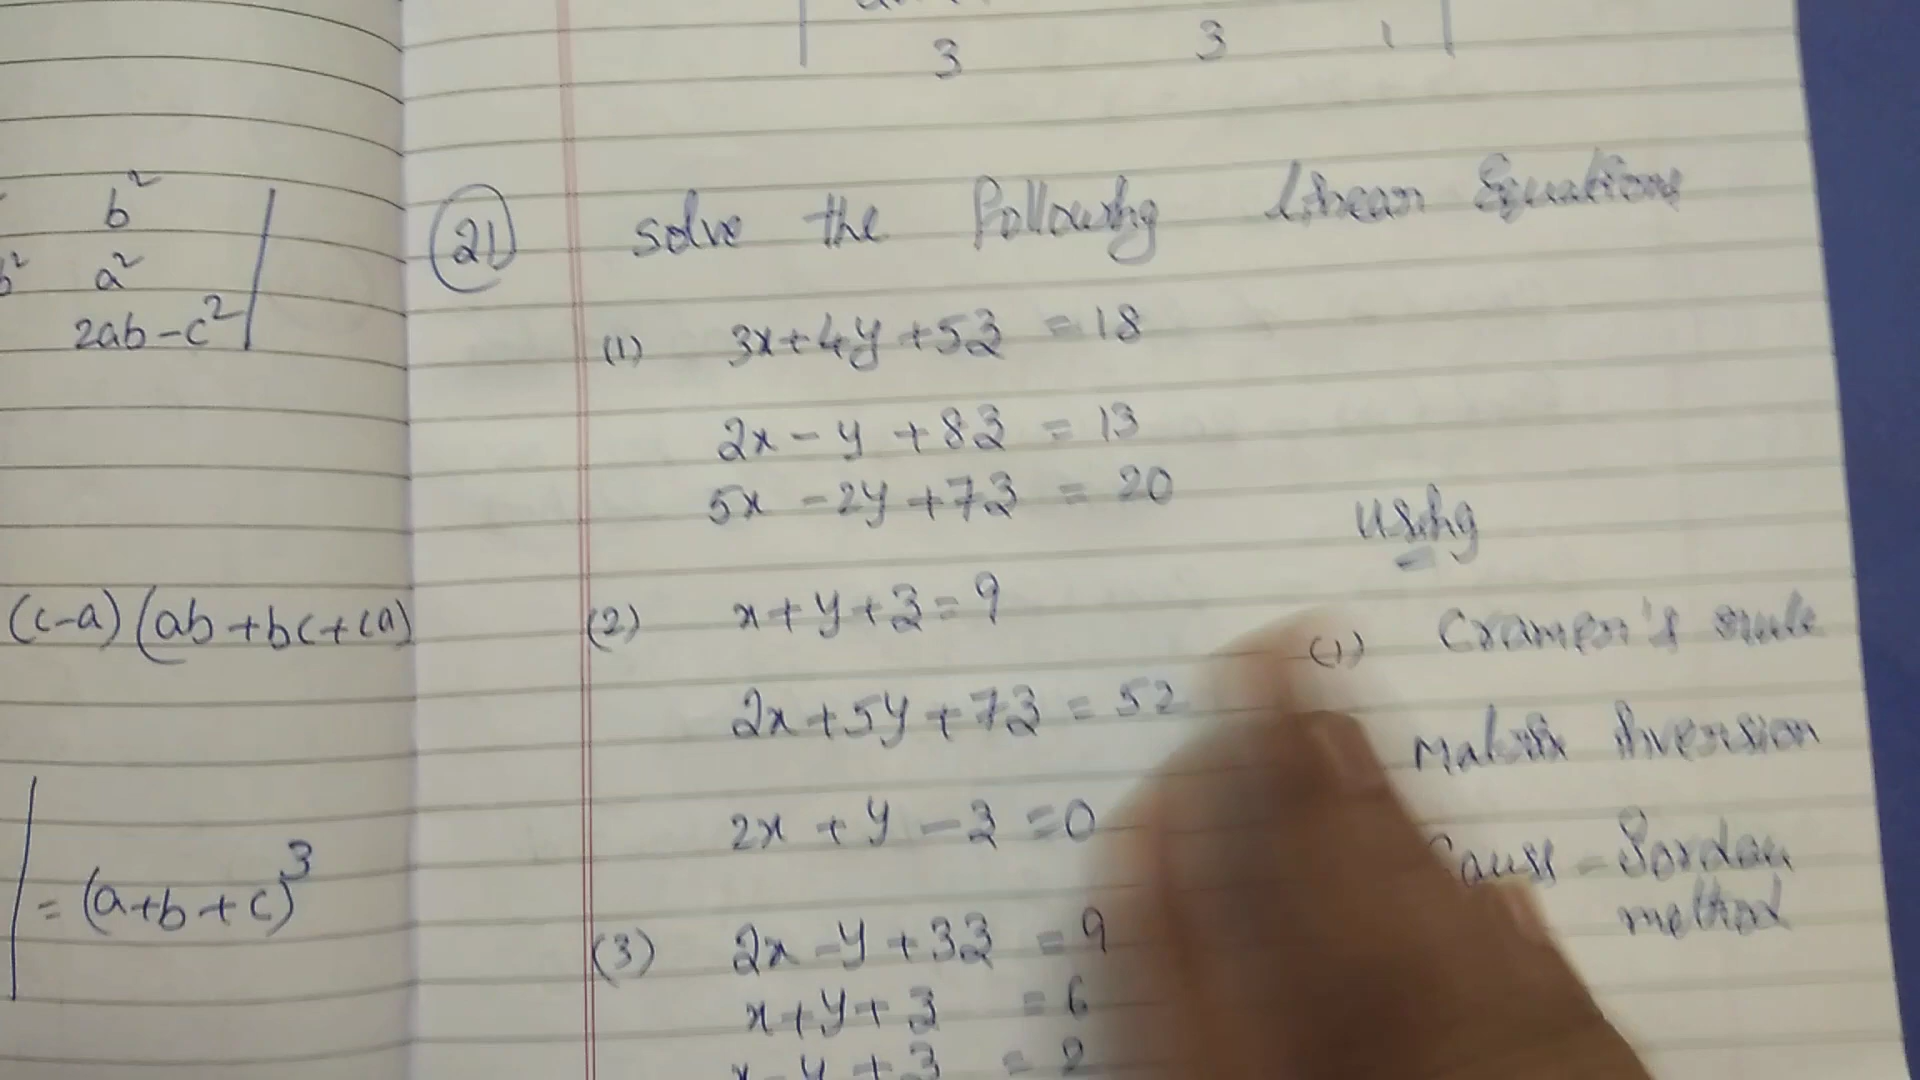 3 3 1
b²
b² a²
2ab-c²
(c-a) (ab+bc+ca)
= (a+b+c)³
(21) solve the following linear Equations
(1) 3x+4y+5z = 18
2x-y+8z = 13
5x-2y+7z = 20
(2) x+y+z=9
2x+5y+7z=52
2x+y-z=0
(3) 2x-y+3z=9
x+y+z=6
x-y+z=2
using
(1) Cramer's rule
Matrix inversion
Gauss-Jordan
method